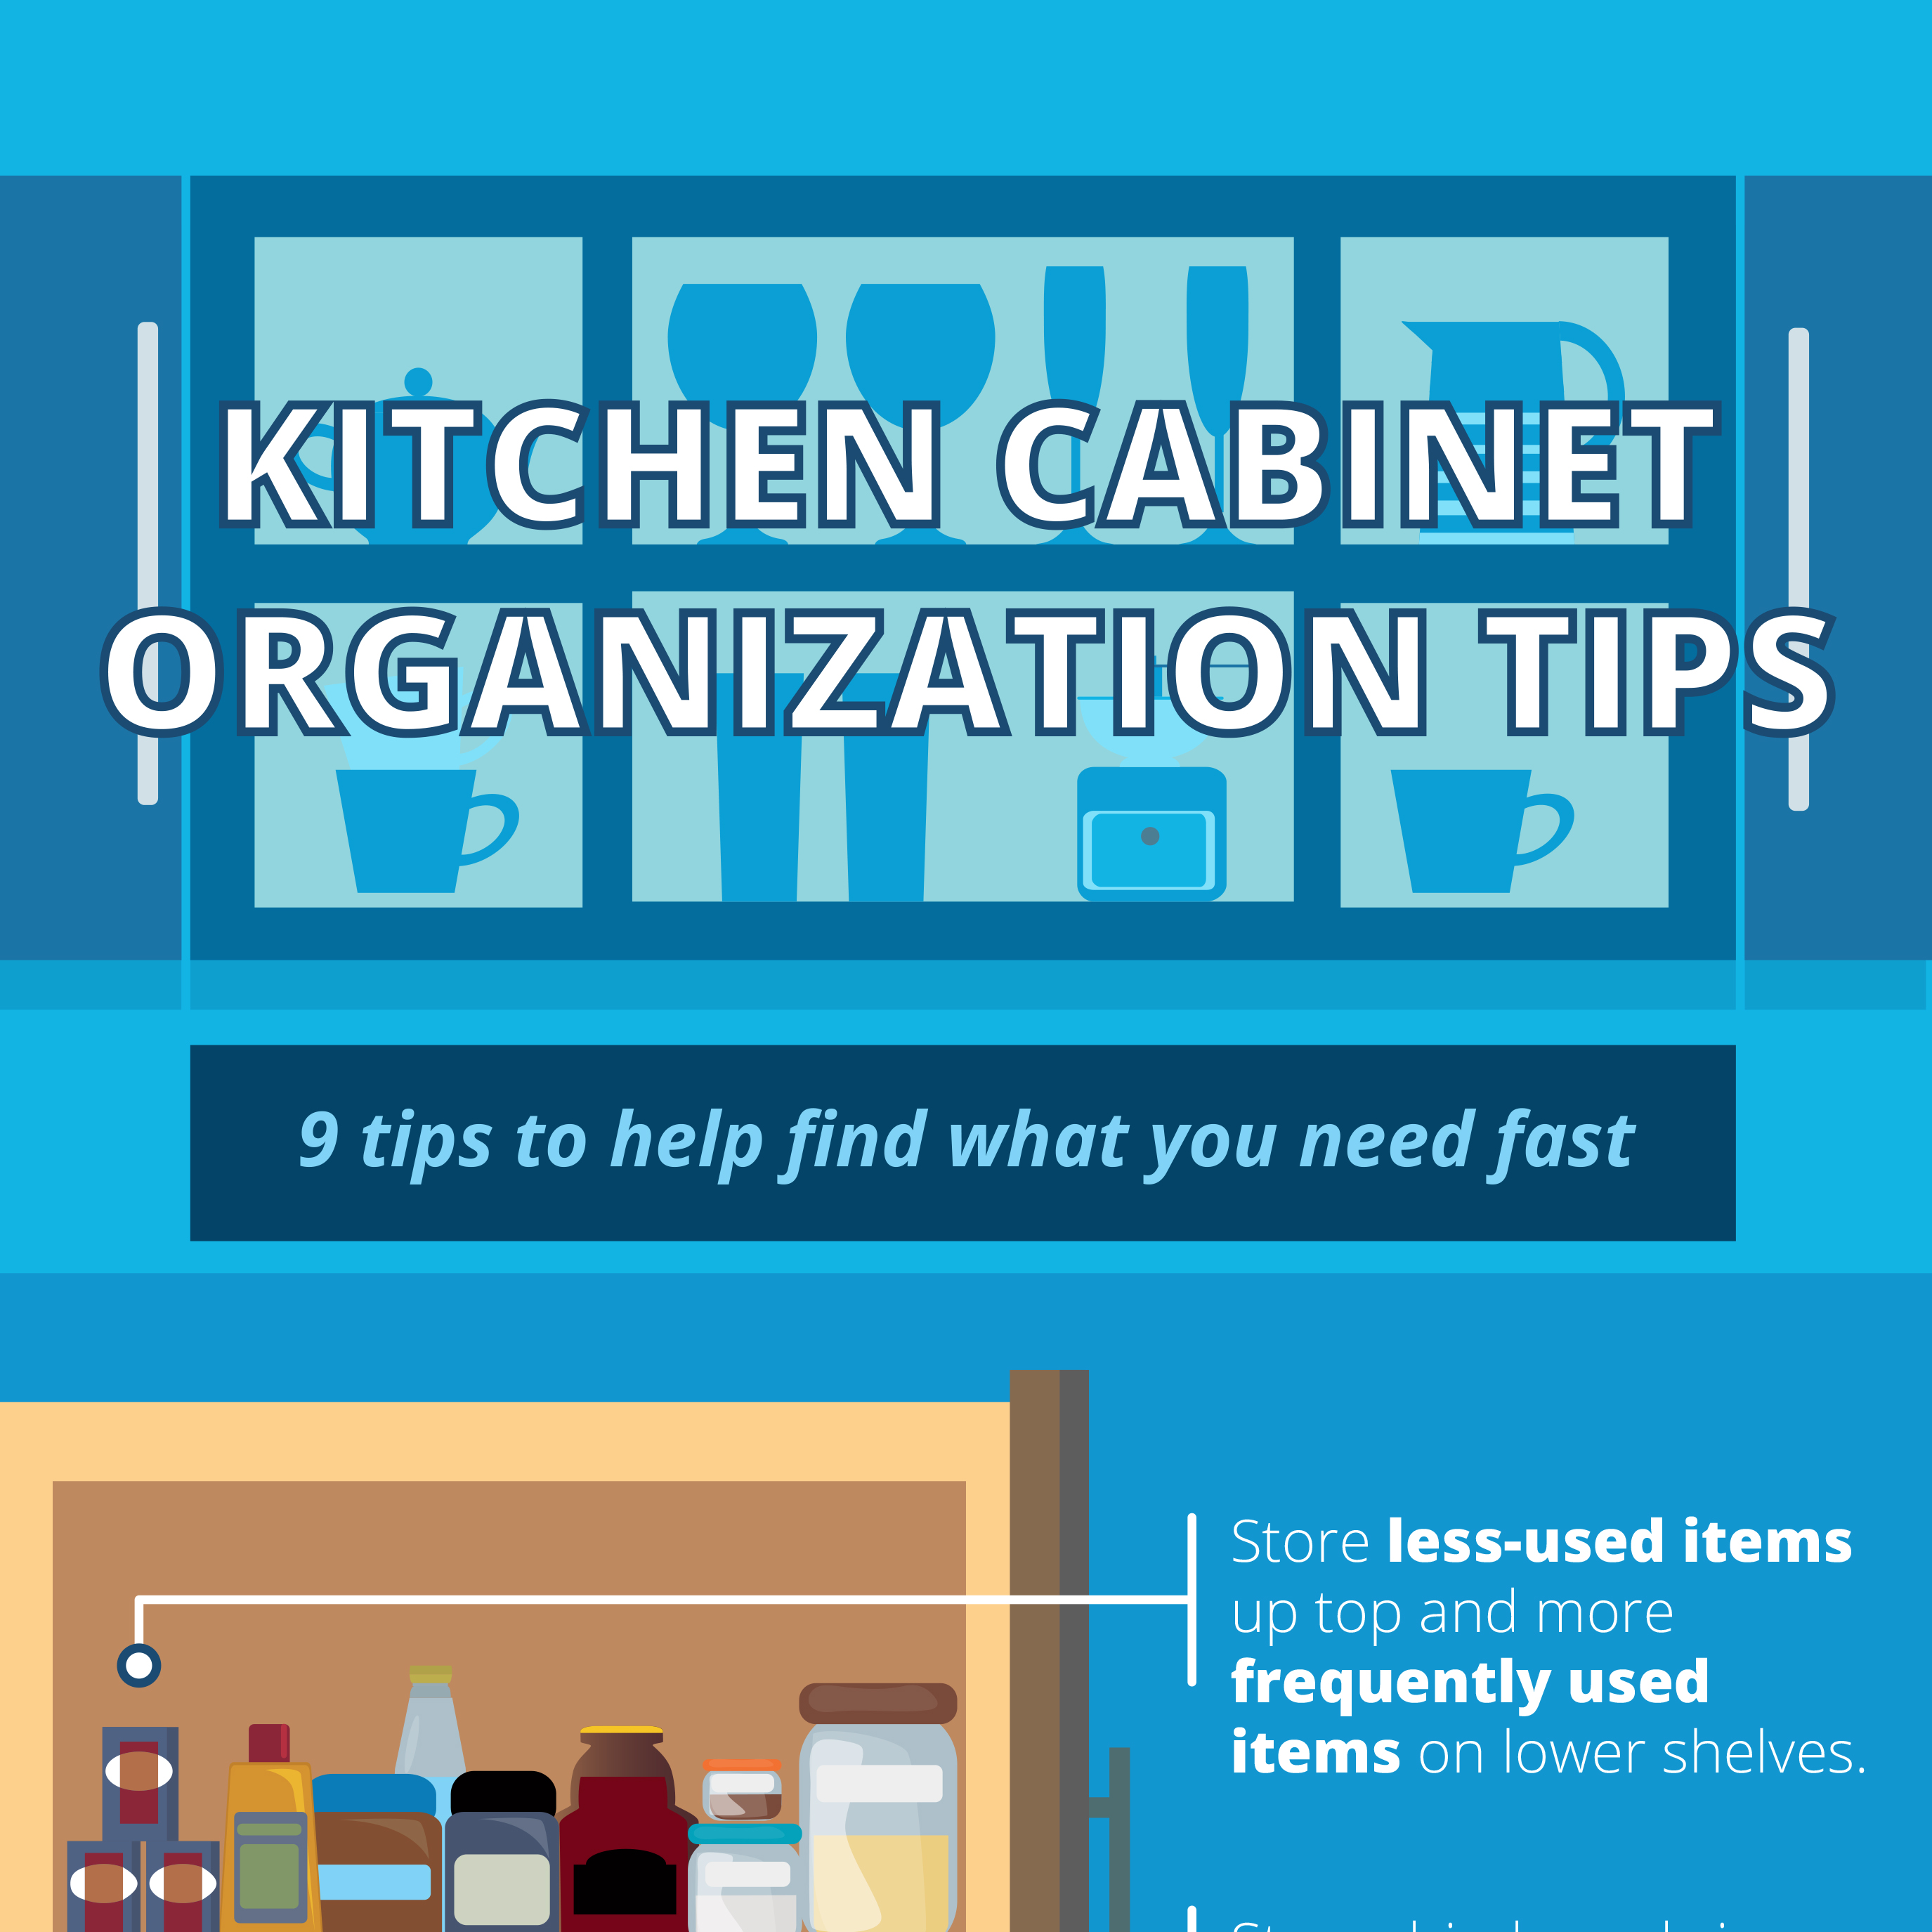 KITCHEN CABINET
ORGANIZATION TIPS
9 tips to help find what you need fast
Store less-used items
up top and more
frequently used
items on lower shelves.